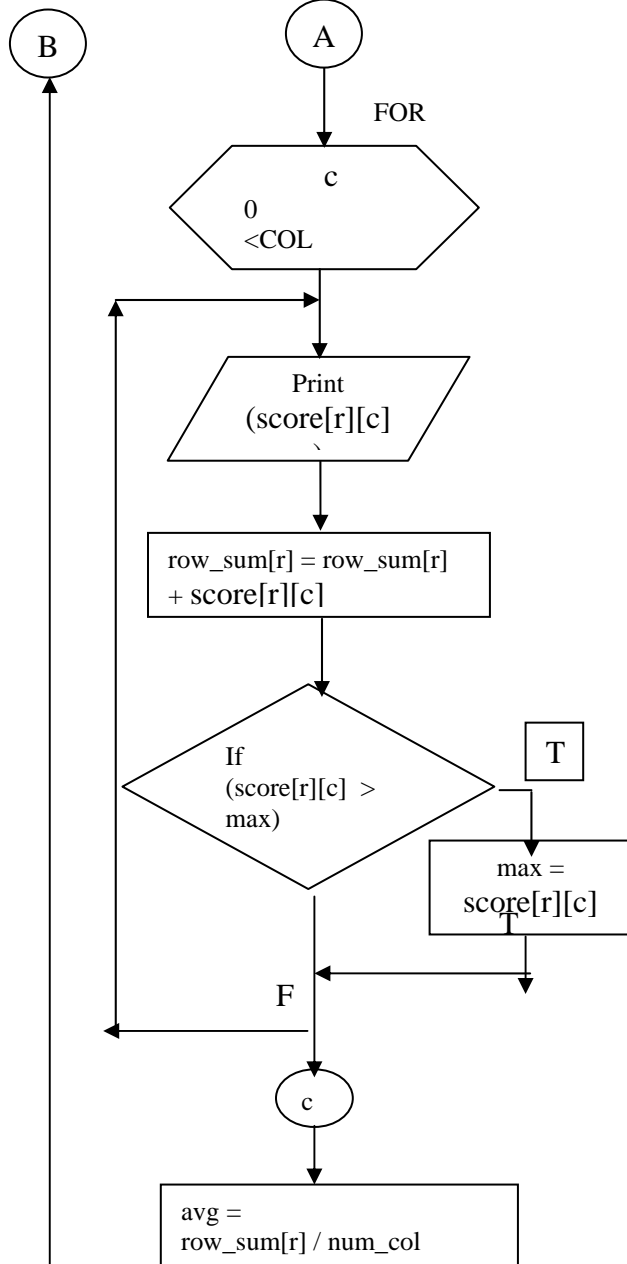 B
A
FOR
c
0
<COL
Print
(score[r][c]
row_sum[r] = row_sum[r]
+ score[r][c]
If
(score[r][c] >
max)
T
max =
score[r][c]
T
F
c
avg =
row_sum[r] / num_col